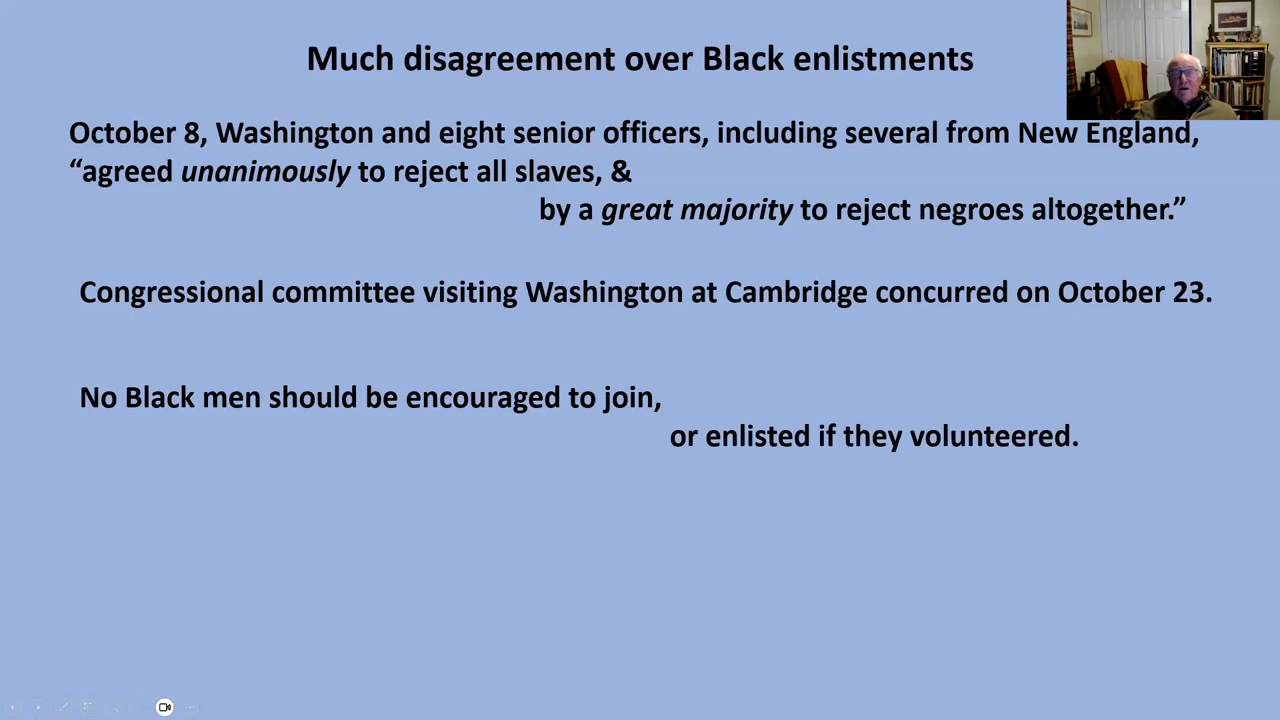 Much disagreement over Black enlistments
October 8, Washington and eight senior officers, including several from New England,
“agreed unanimously to reject all slaves, &
by a great majority to reject negroes altogether.”
Congressional committee visiting Washington at Cambridge concurred on October 23.
No Black men should be encouraged to join,
or enlisted if they volunteered.